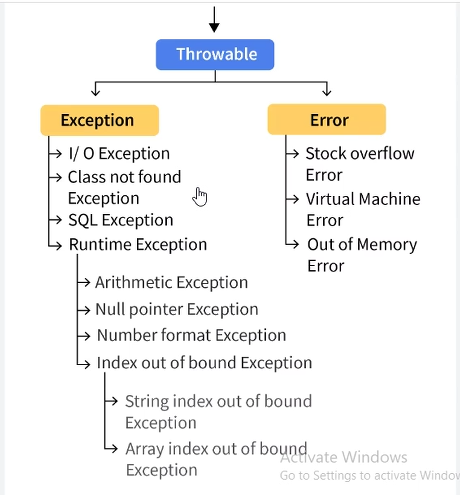 Throwable
Exception
I/ O Exception
Class not found
Exception
SQL Exception
Runtime Exception
Arithmetic Exception
Null pointer Exception
Number format Exception
Index out of bound Exception
String index out of bound
Exception
Array index out of bound
Exception
Error
Stock overflow
Error
Virtual Machine
Error
Out of Memory
Error
Activate Windows
Go to Settings to activate Window